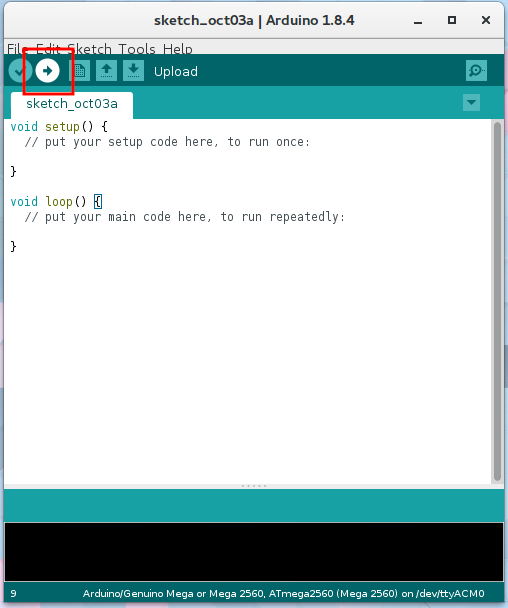 sketch_oct03a | Arduino 1.8.4
File Edit Sketch Tools Help
Upload
sketch_oct03a
void setup() {
  // put your setup code here, to run once:
}
void loop() {
  // put your main code here, to run repeatedly:
}
9 Arduino/Genuino Mega or Mega 2560, ATmega2560 (Mega 2560) on /dev/ttyACM0